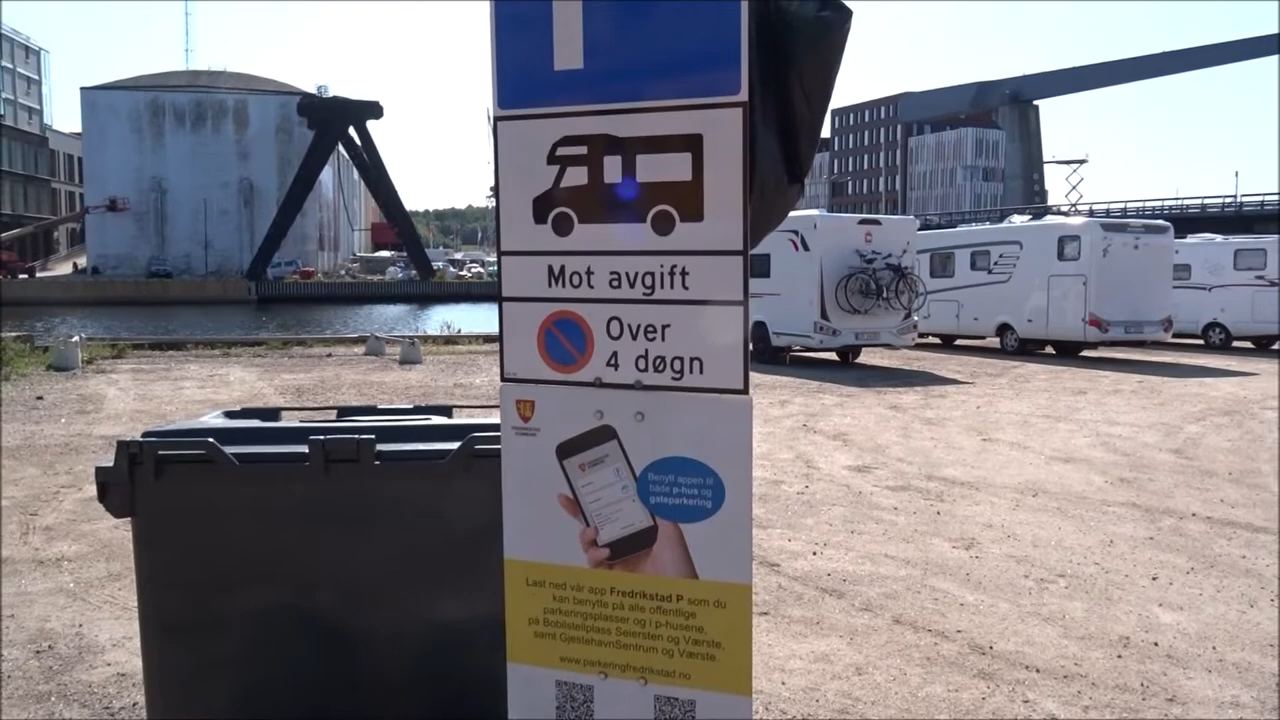 Mot avgift
Over
4 døgn
FREDRIKSTAD
KOMMUNE
Benytt appen til
både p-hus og
gateparkering
Last ned vår app Fredrikstad P som du
kan benytte på alle offentlige
parkeringsplasser og i p-husene,
på Bobilstellplass Seiersten og Værste,
samt GjestehavnSentrum og Værste.
www.parkeringfredrikstad.no